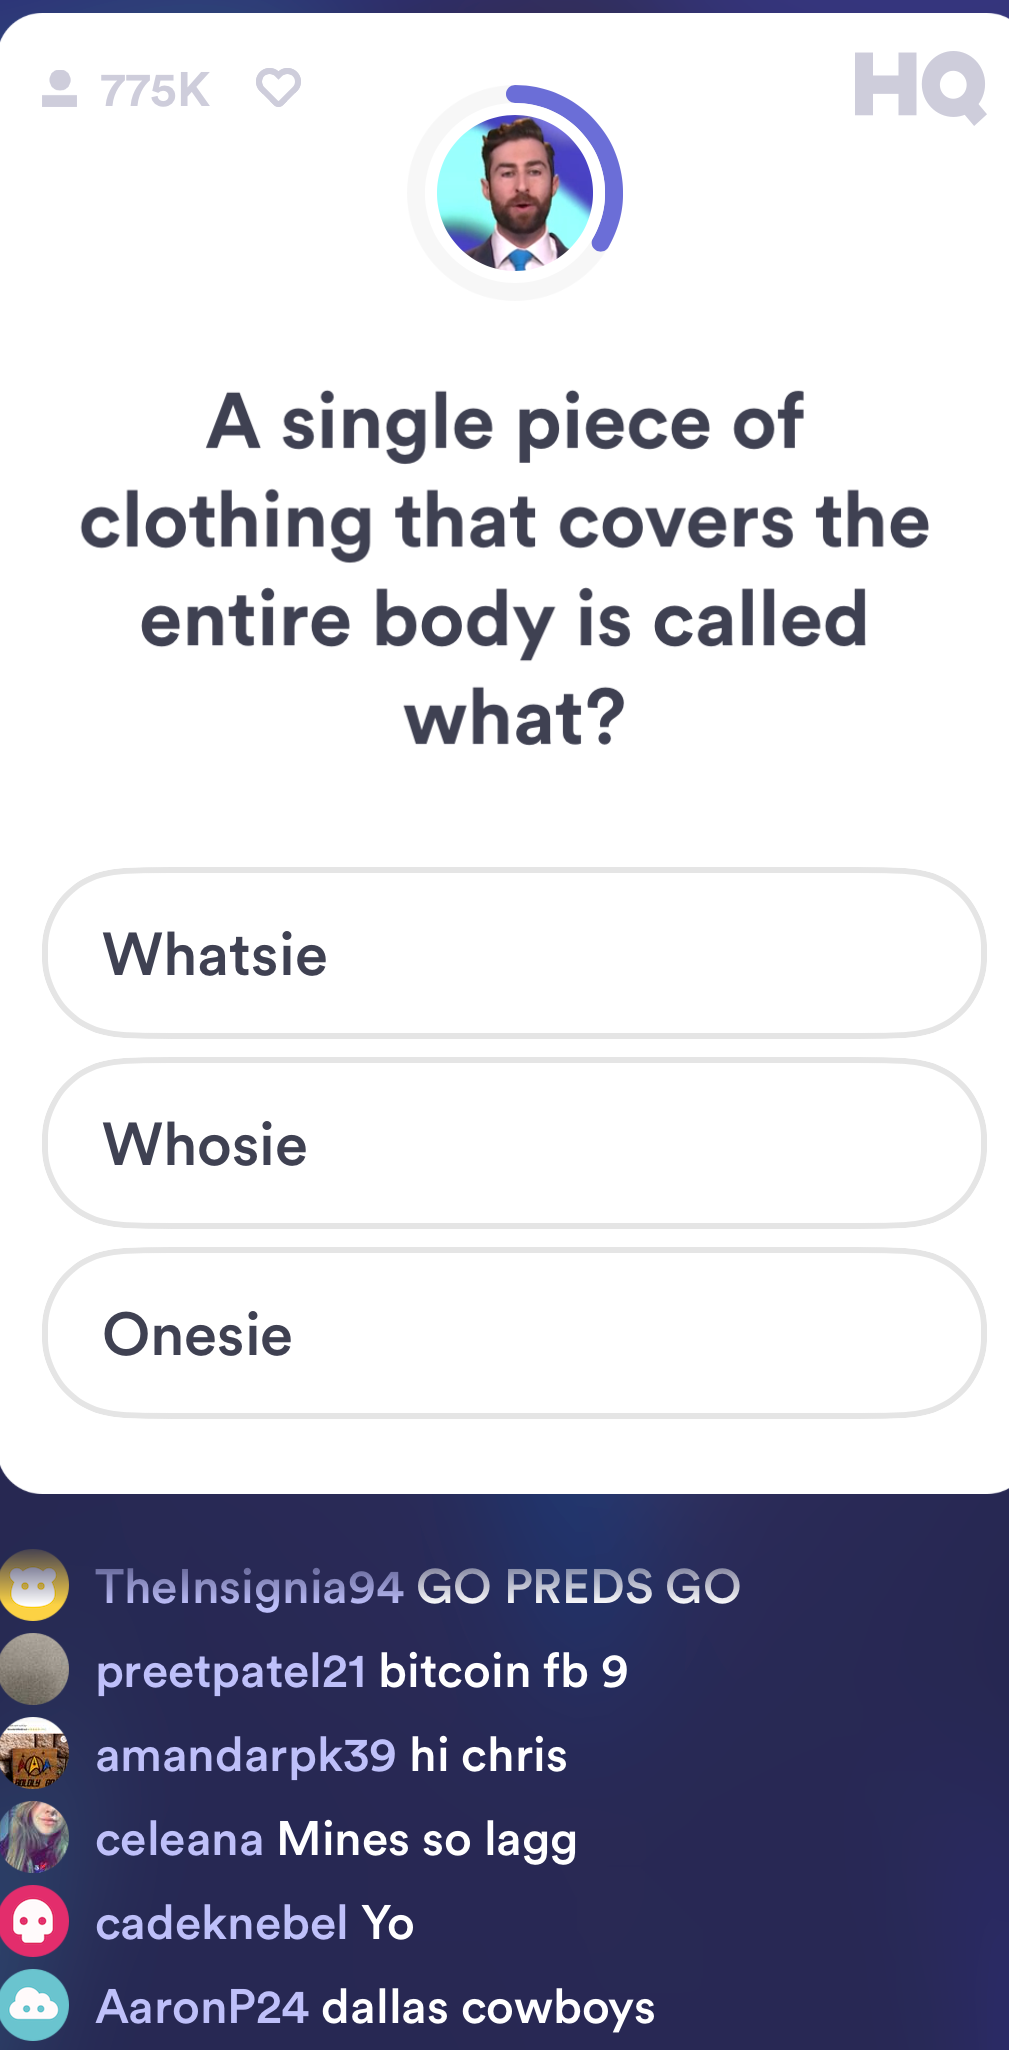 775K
HQ
A single piece of
clothing that covers the
entire body is called
what?
Whatsie
Whosie
Onesie
TheInsignia94 GO PREDS GO
preetpatel21 bitcoin fb 9
amandarpk39 hi chris
celeana Mines so lagg
cadeknebel Yo
AaronP24 dallas cowboys